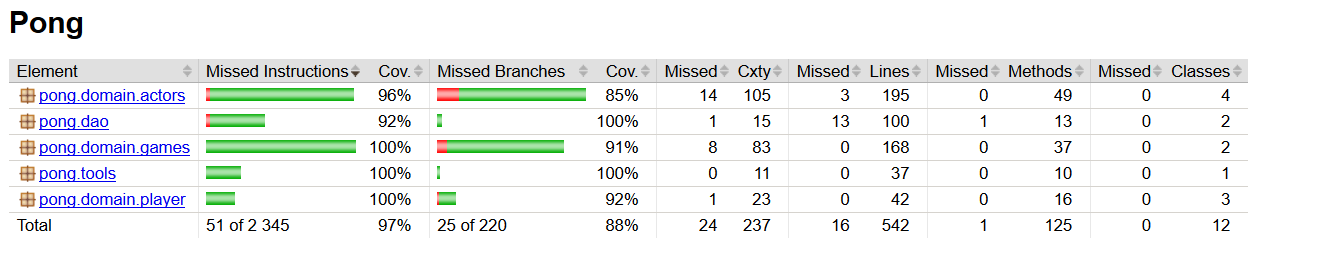 Pong
Element Missed Instructions Cov. Missed Branches Cov. Missed Cxty Missed Lines Missed Methods Missed Classes
pong.domain.actors 96% 85% 14 105 3 195 0 49 0 4
pong.dao 92% 100% 1 15 13 100 1 13 0 2
pong.domain.games 100% 91% 8 83 0 168 0 37 0 2
pong.tools 100% 100% 0 11 0 37 0 10 0 1
pong.domain.player 100% 92% 1 23 0 42 0 16 0 3
Total 51 of 2 345 97% 25 of 220 88% 24 237 16 542 1 125 0 12